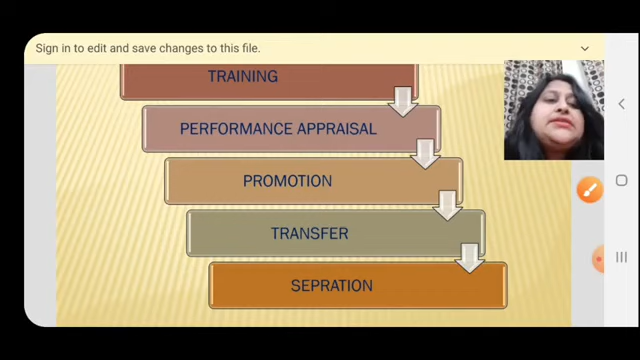 Sign in to edit and save changes to this file.
TRAINING
PERFORMANCE APPRAISAL
PROMOTION
TRANSFER
SEPRATION